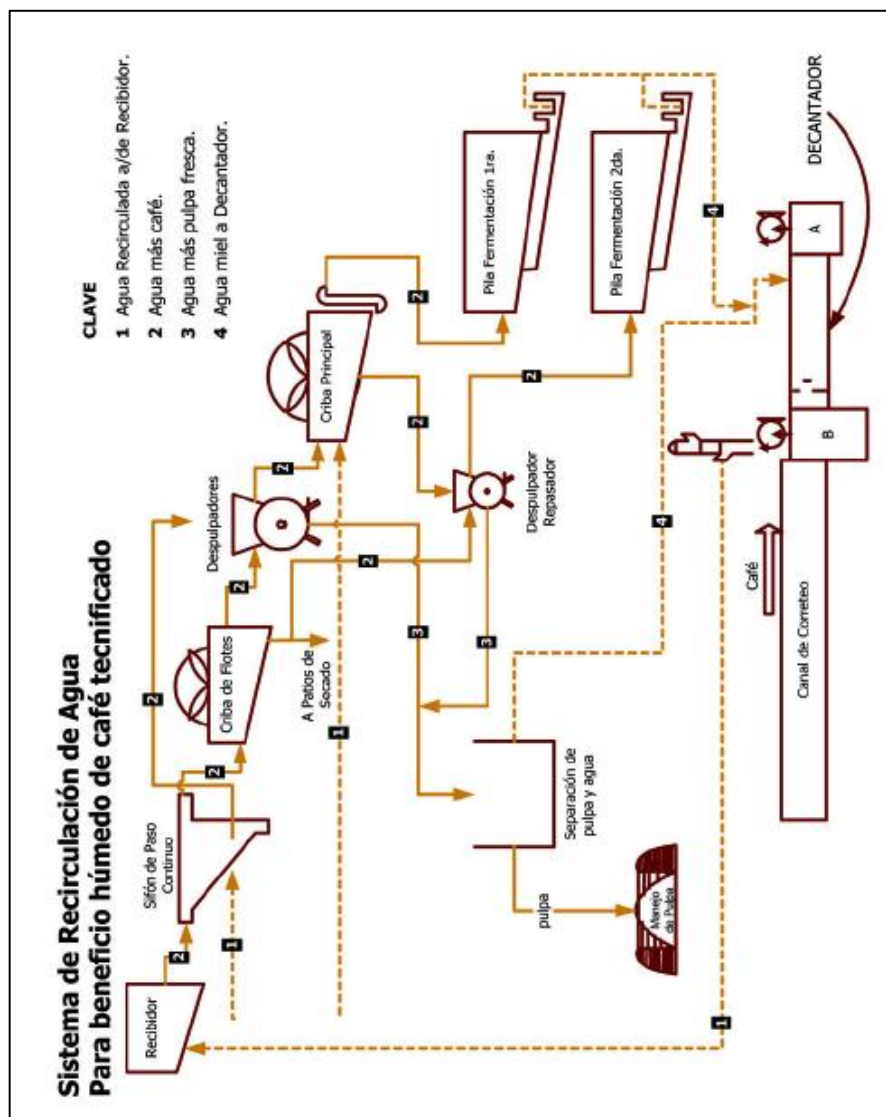 Sistema de Recirculación de Agua
Para beneficio húmedo de café tecnificado
CLAVE
1 Agua Recirculada a/de Recibidor.
2 Agua más café.
3 Agua más pulpa fresca.
4 Agua miel a Decantador.
Recibidor
2
Sifón de Paso
Contínuo
1
2
2
Criba de Flotes
2
Despulpadores
2
Criba Principal
A Patios de
Secado
1
2
2
2
3
3
Despulpador
Repasador
2
Pila Fermentación 1ra.
Pila Fermentación 2da.
4
Separación de
pulpa y agua
pulpa
Manejo
de Pulpa
4
1
Café
Canal de Correteo
B
A
DECANTADOR